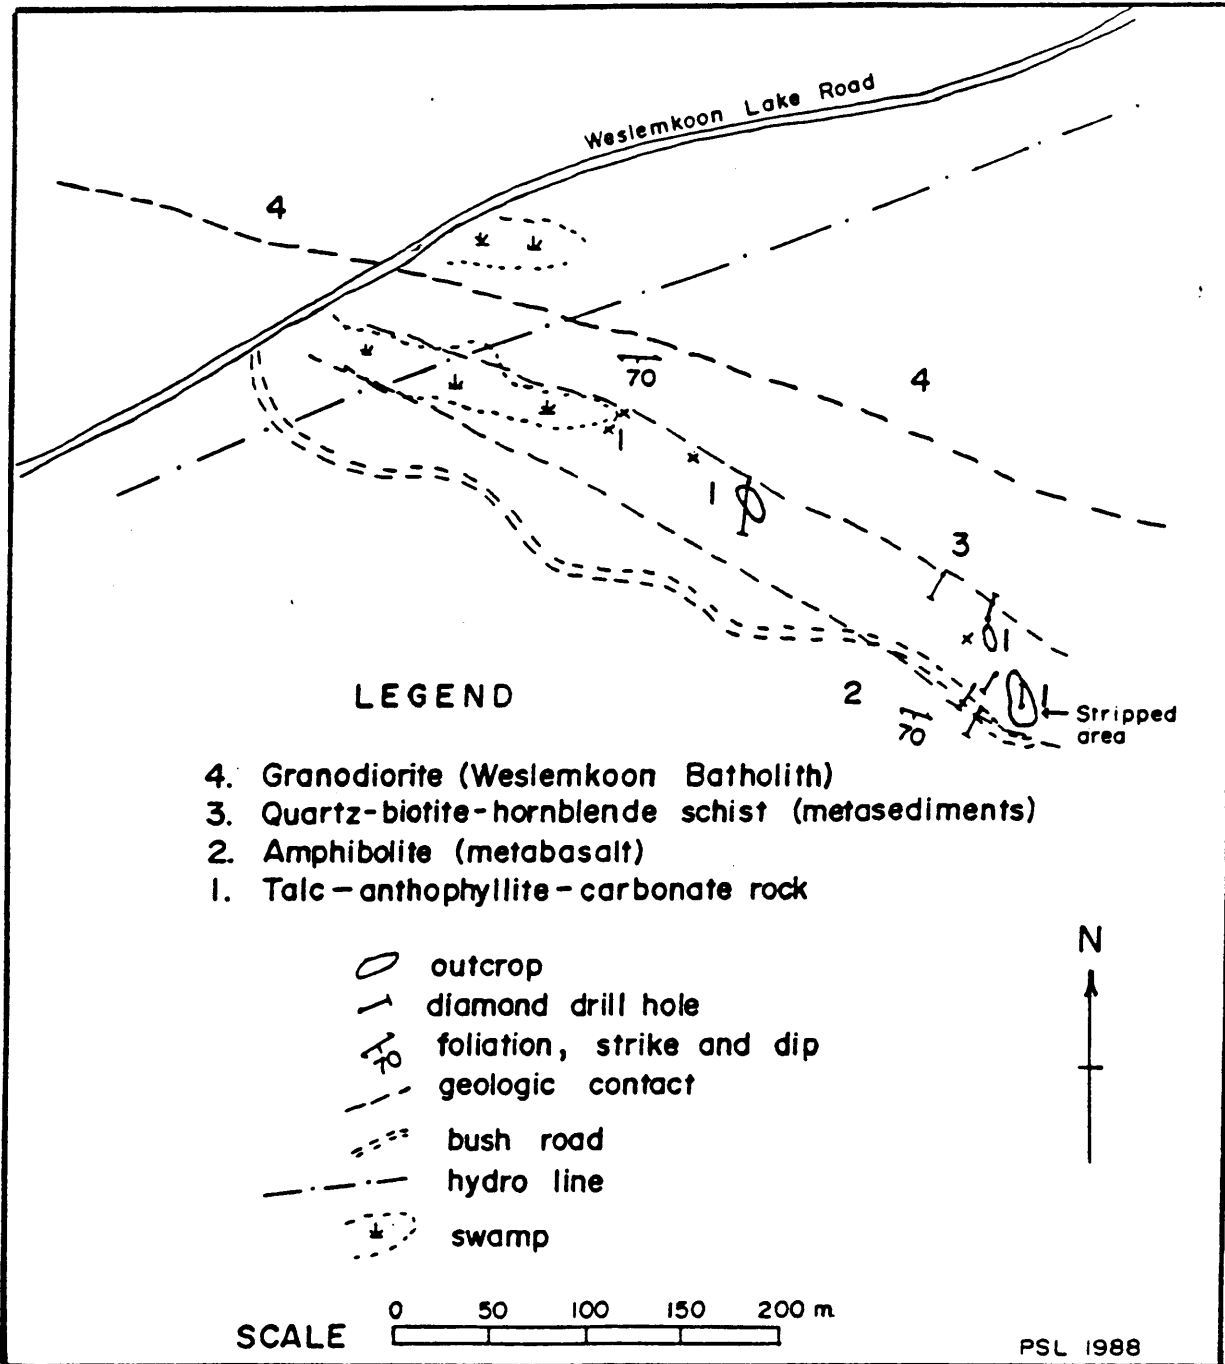 Weslemkoon Lake Road
4
70
4
1
1
3
1
2
70
1
Stripped
area
LEGEND
4. Granodiorite (Weslemkoon Batholith)
3. Quartz-biotite-hornblende schist (metasediments)
2. Amphibolite (metabasalt)
1. Talc-anthophyllite-carbonate rock
outcrop
diamond drill hole
70 foliation, strike and dip
geologic contact
bush road
hydro line
swamp
N
0 50 100 150 200 m
SCALE
PSL 1988